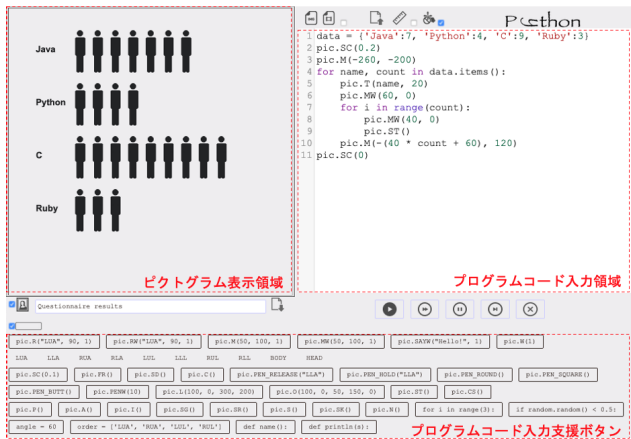 Java
Python
C
Ruby
ピクトグラム表示領域
Python
1 data = {'Java':7, 'Python':4, 'C':9, 'Ruby':3}
2 pic.SC(0.2)
3 pic.M(-260, -200)
4 for name, count in data.items():
5 pic.T(name, 20)
6 pic.MW(60, 0)
7 for i in range(count):
8 pic.MW(40, 0)
9 pic.ST()
10 pic.M(-(40 * count + 60), 120)
11 pic.SC(0)
プログラムコード入力領域
Questionnaire results
pic.R("LUA", 90, 1) pic.RW("LUA", 90, 1) pic.M(50, 100, 1) pic.MW(50, 100, 1) pic.SAYW("Hello!", 1) pic.W(1)
LUA LLA RUA RLA LUL LLL RUL RLL BODY HEAD
pic.SC(0.1) pic.FR() pic.SD() pic.C() pic.PEN_RELEASE("LLA") pic.PEN_HOLD("LLA") pic.PEN_ROUND() pic.PEN_SQUARE()
pic.PEN_BUTT() pic.PENW(10) pic.L(100, 0, 300, 200) pic.O(100, 0, 50, 150, 0) pic.ST() pic.CS()
pic.P() pic.A() pic.I() pic.SG() pic.SR() pic.S() pic.SK() pic.N() for i in range(3): if random.random() < 0.5:
angle = 60 order = ['LUA', 'RUA', 'LUL', 'RUL'] def name(): def println(s):
プログラムコード入力支援ボタン